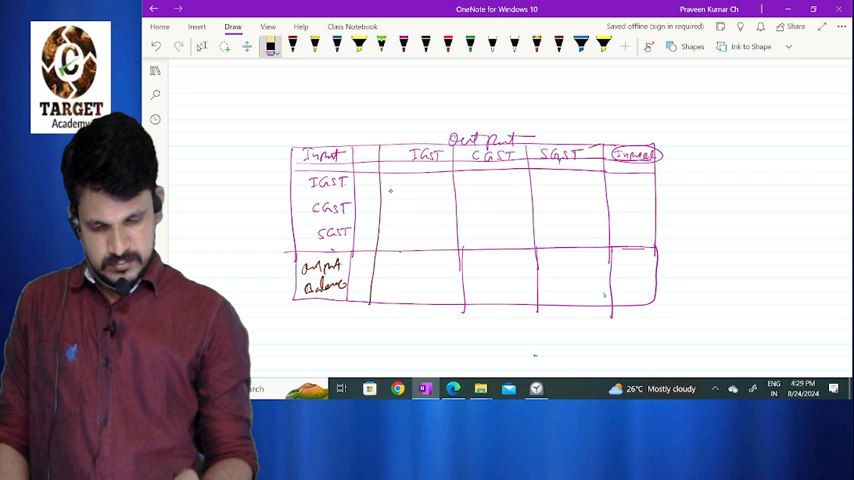 OneNote for Windows 10
Praveen Kumar Ch
Home
Insert
Draw
View
Help
Class Notebook
Saved offline (sign in required)
Share
Shapes
Ink to Shape
C
TARGET
Academy
Output
Input
IGST
CGST
SGST
IGST
CGST
SGST
Output
Balance
arch
26°C Mostly cloudy
ENG
IN
4:29 PM
8/24/2024